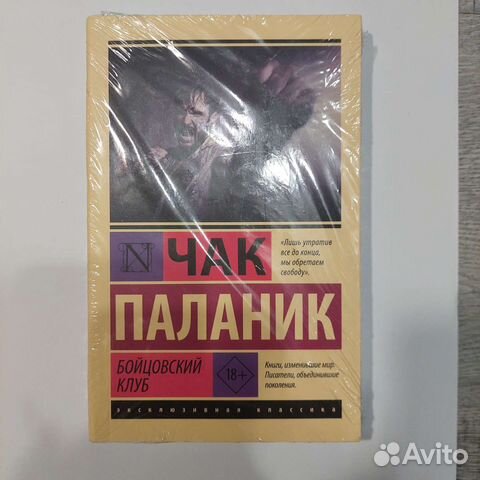 N
ЧАК
«Лишь утратив
все до конца,
мы обретаем
свободу».
ПАЛАНИК
БОЙЦОВСКИЙ
КЛУБ
18+
Книги, изменившие мир.
Писатели, объединившие
поколения.
эксклюзивная классика
Avito